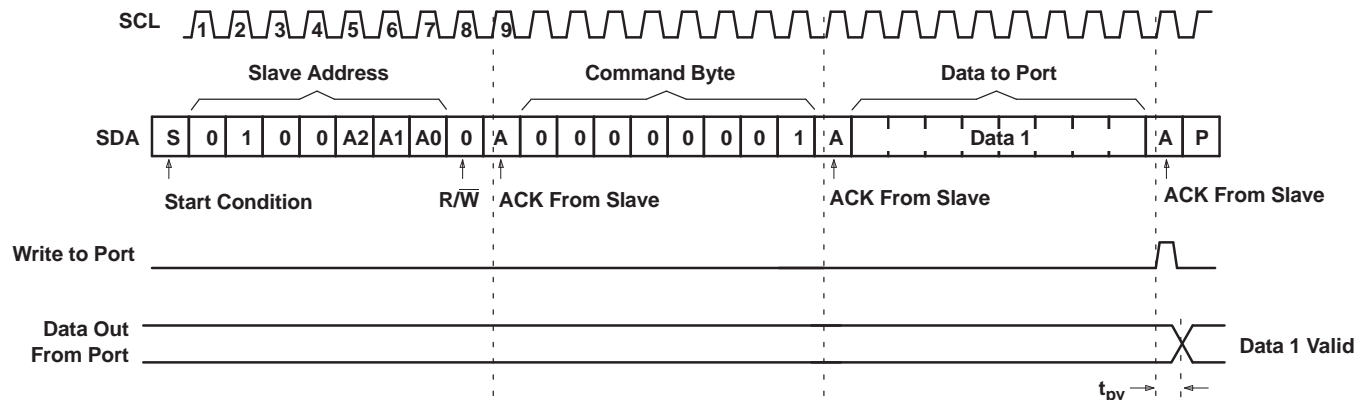 SCL 1 2 3 4 5 6 7 8 9
Slave Address Command Byte Data to Port
SDA S 0 1 0 0 A2 A1 A0 0 A 0 0 0 0 0 0 0 1 A Data 1 A P
Start Condition R/W ACK From Slave ACK From Slave ACK From Slave
Write to Port
Data Out
From Port
Data 1 Valid
tpv